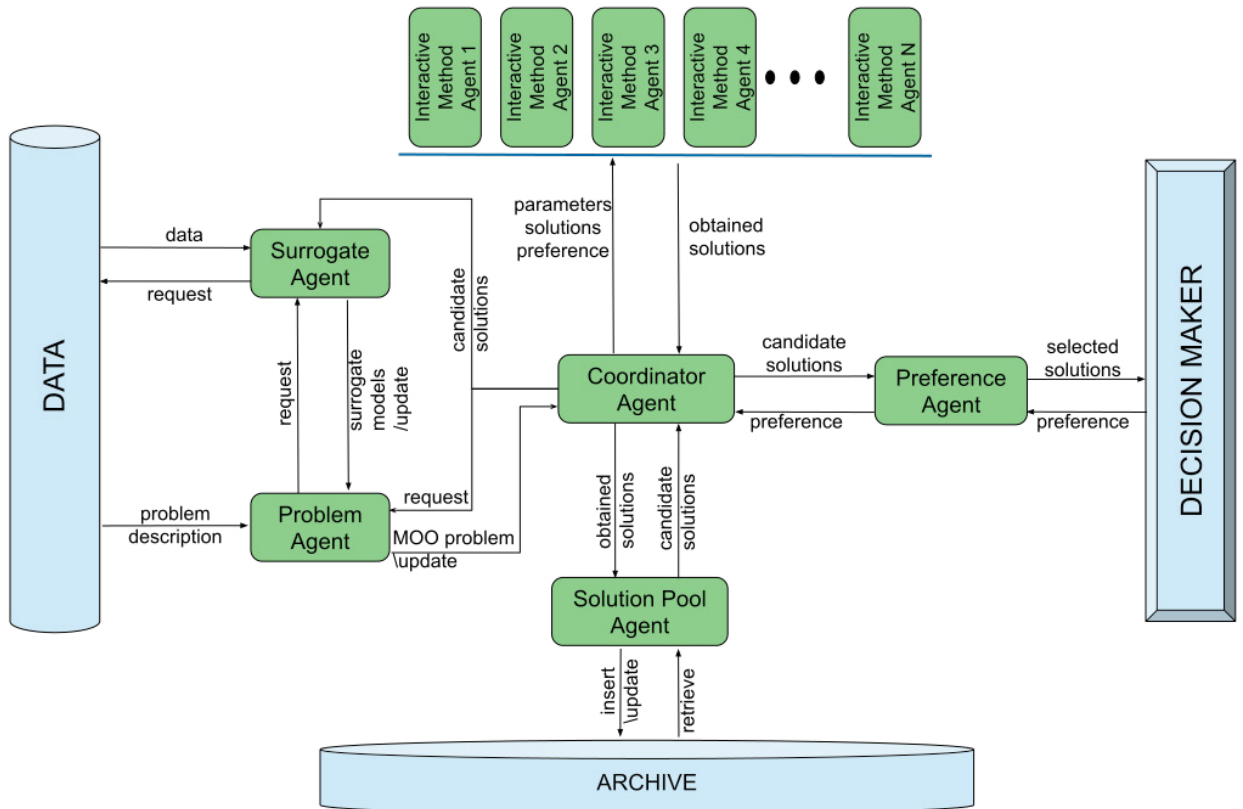 Interactive
Method
Agent 1
Interactive
Method
Agent 2
Interactive
Method
Agent 3
Interactive
Method
Agent 4
Interactive
Method
Agent N
parameters
solutions
preference
obtained
solutions
data
Surrogate
Agent
request
candidate
solutions
DATA
request
surrogate
models
/update
Coordinator
Agent
candidate
solutions
preference
Preference
Agent
selected
solutions
preference
DECISION MAKER
problem
description
Problem
Agent
request
MOO problem
\update
obtained
solutions
candidate
solutions
Solution Pool
Agent
insert
\update
retrieve
ARCHIVE